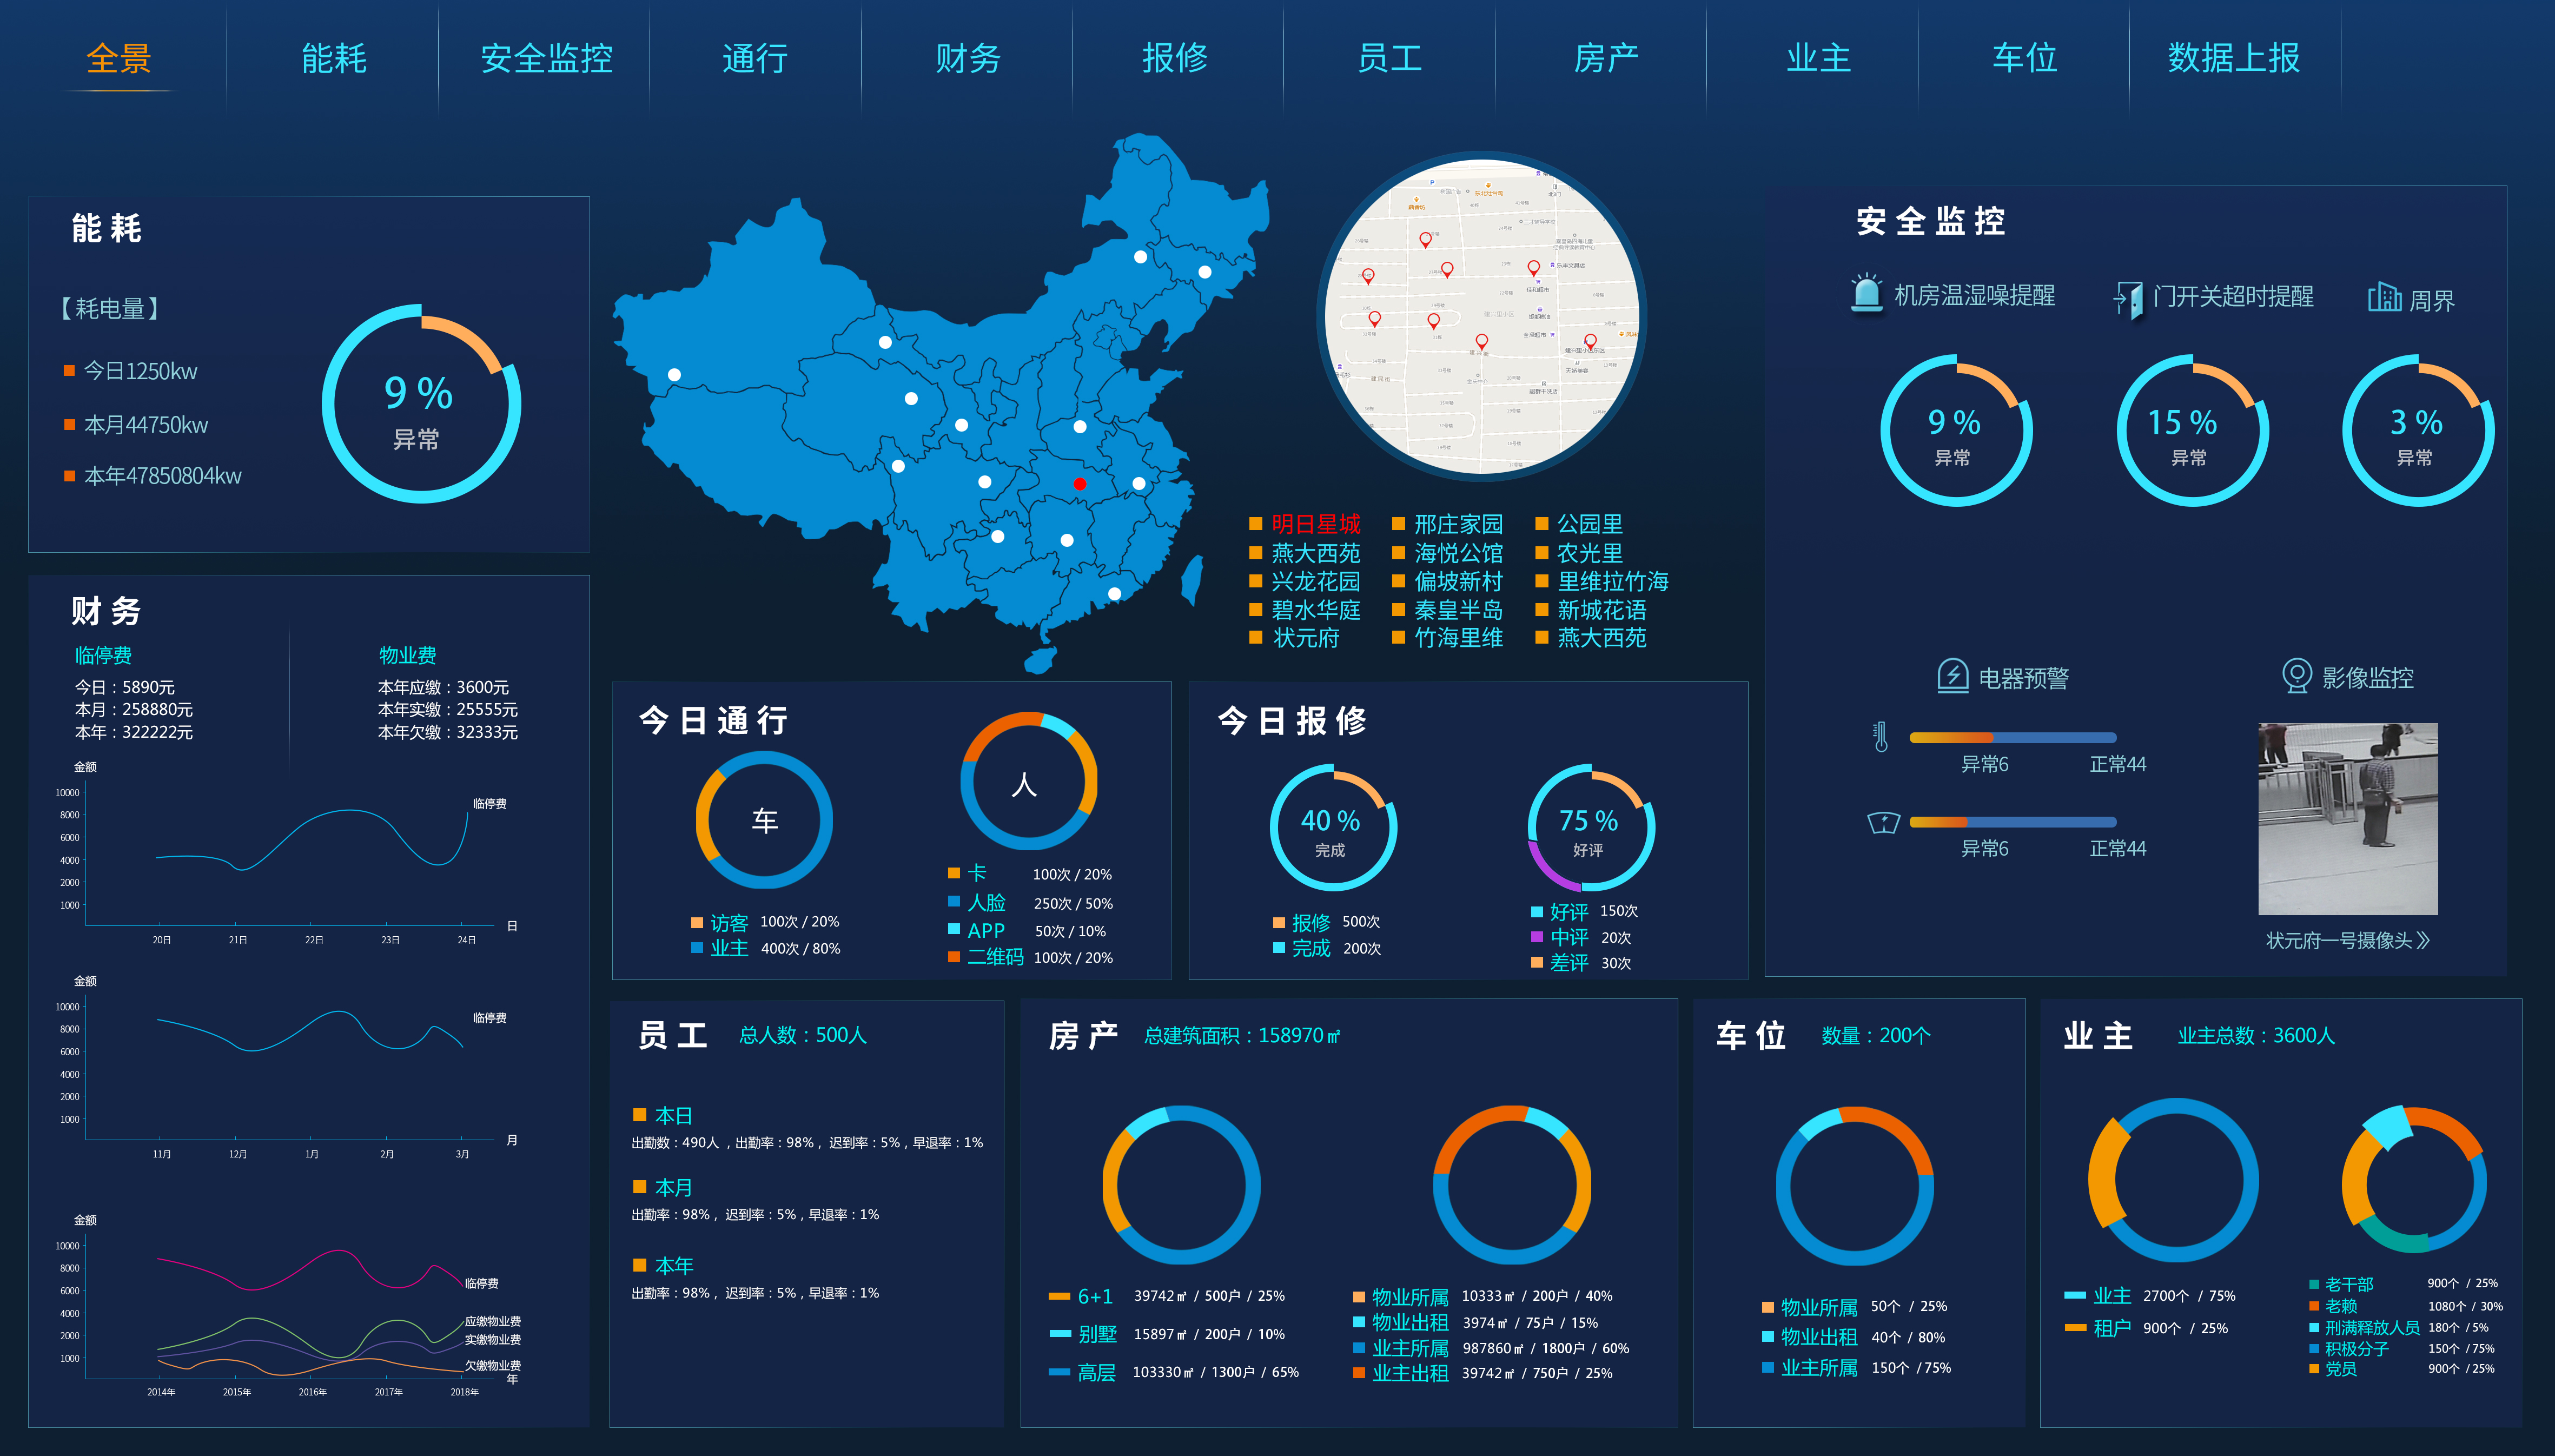 全景
能耗
安全监控
通行
财务
报修
员工
房产
业主
车位
数据上报
能耗
【耗电量】
今日1250kw
本月44750kw
本年47850804kw
9 %
异常
财务
临停费
今日：5890元
本月：258880元
本年：322222元
物业费
本年应缴：3600元
本年实缴：25555元
本年欠缴：32333元
金额
10000
8000
6000
4000
2000
1000
临停费
日
20日
21日
22日
23日
24日
金额
10000
8000
6000
4000
2000
1000
临停费
月
11月
12月
1月
2月
3月
金额
10000
8000
6000
4000
2000
1000
临停费
应缴物业费
实缴物业费
欠缴物业费
年
2014年
2015年
2016年
2017年
2018年
明日星城
邢庄家园
公园里
燕大西苑
海悦公馆
农光里
兴龙花园
偏坡新村
里维拉竹海
碧水华庭
秦皇半岛
新城花语
状元府
竹海里维
燕大西苑
今日通行
车
访客 100次 / 20%
业主 400次 / 80%
人
卡 100次 / 20%
人脸 250次 / 50%
APP 50次 / 10%
二维码 100次 / 20%
今日报修
40 %
完成
报修 500次
完成 200次
75 %
好评
好评 150次
中评 20次
差评 30次
安全监控
机房温湿噪提醒
门开关超时提醒
周界
9 %
异常
15 %
异常
3 %
异常
电器预警
异常6
正常44
异常6
正常44
影像监控
状元府一号摄像头
员工
总人数：500人
本日
出勤数：490人 ，出勤率：98%， 迟到率：5%，早退率：1%
本月
出勤率：98%， 迟到率：5%，早退率：1%
本年
出勤率：98%， 迟到率：5%，早退率：1%
房产
总建筑面积：158970㎡
6+1 39742㎡ / 500户 / 25%
别墅 15897㎡ / 200户 / 10%
高层 103330㎡ / 1300户 / 65%
物业所属 10333㎡ / 200户 / 40%
物业出租 3974㎡ / 75户 / 15%
业主所属 987860㎡ / 1800户 / 60%
业主出租 39742㎡ / 750户 / 25%
车位
数量：200个
物业所属 50个 / 25%
物业出租 40个 / 80%
业主所属 150个 /75%
业主
业主总数：3600人
业主 2700个 / 75%
租户 900个 / 25%
老干部 900个 / 25%
老赖 1080个 / 30%
刑满释放人员 180个 / 5%
积极分子 150个 /75%
党员 900个 / 25%